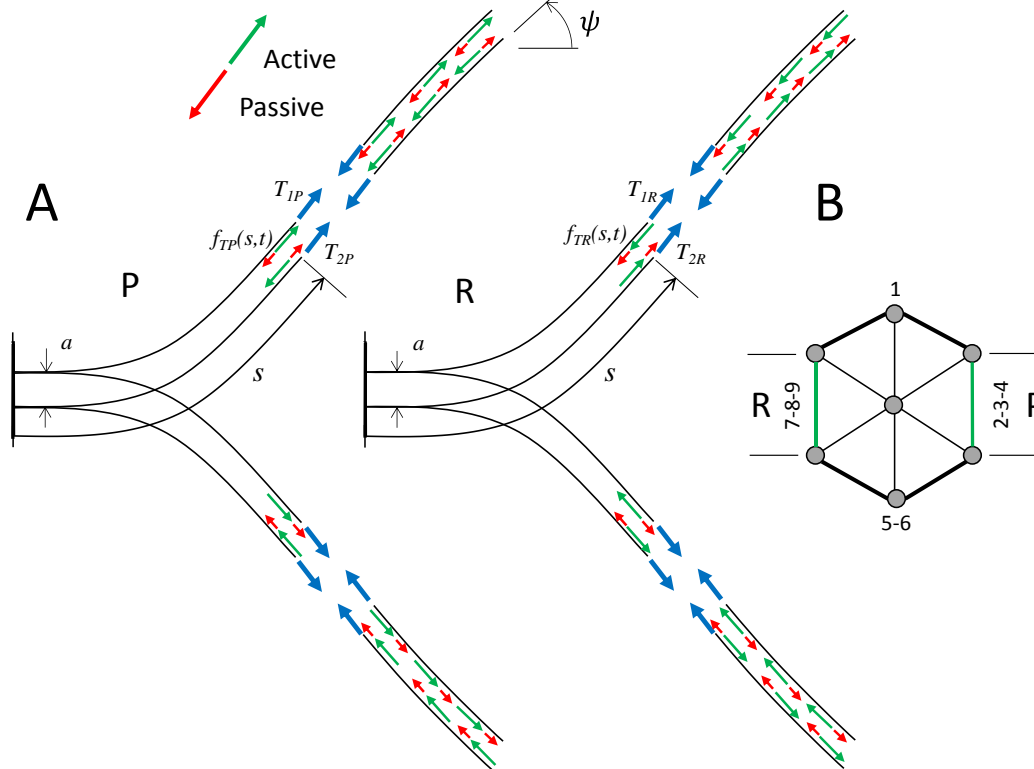 ψ
Active
Passive
A
B
T1P
T1R
fTP(s,t)
fTR(s,t)
T2P
T2R
P
R
1
a
a
s
s
R
7-8-9
2-3-4
P
5-6